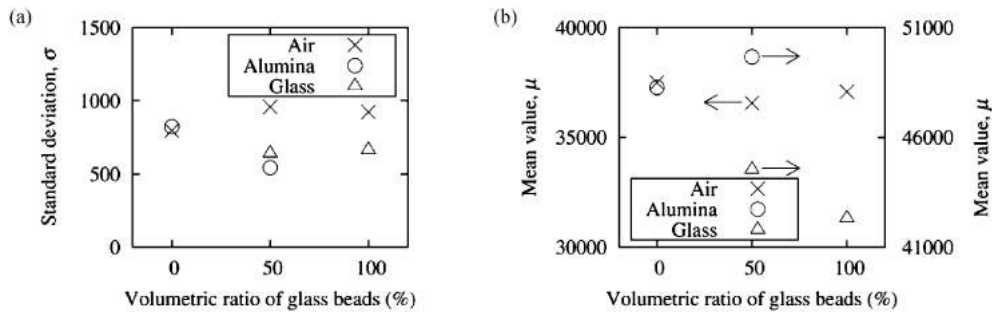 (a)
Standard deviation, σ
1500
1000
500
0
Air
Alumina
Glass
0 50 100
Volumetric ratio of glass beads (%)
(b)
Mean value, μ
40000
35000
30000
Air
Alumina
Glass
51000
46000
41000
Mean value, μ
0 50 100
Volumetric ratio of glass beads (%)